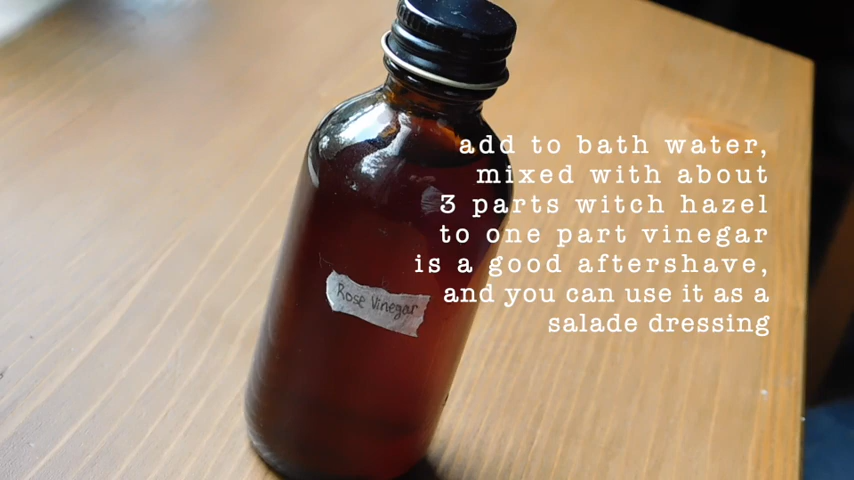 add to bath water,
mixed with about
3 parts witch hazel
to one part vinegar
is a good aftershave,
and you can use it as a
salade dressing
Rose Vinegar